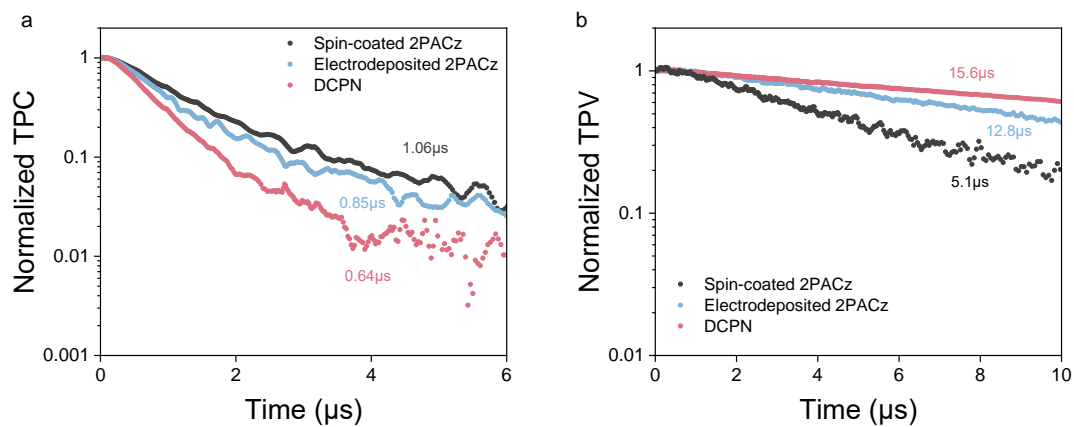 a
Normalized TPC
1
0.1
0.01
0.001
Spin-coated 2PACz
Electrodeposited 2PACz
DCPN
1.06μs
0.85μs
0.64μs
0
2
4
6
Time (μs)
b
Normalized TPV
1
0.1
0.01
15.6μs
12.8μs
5.1μs
Spin-coated 2PACz
Electrodeposited 2PACz
DCPN
0
2
4
6
8
10
Time (μs)